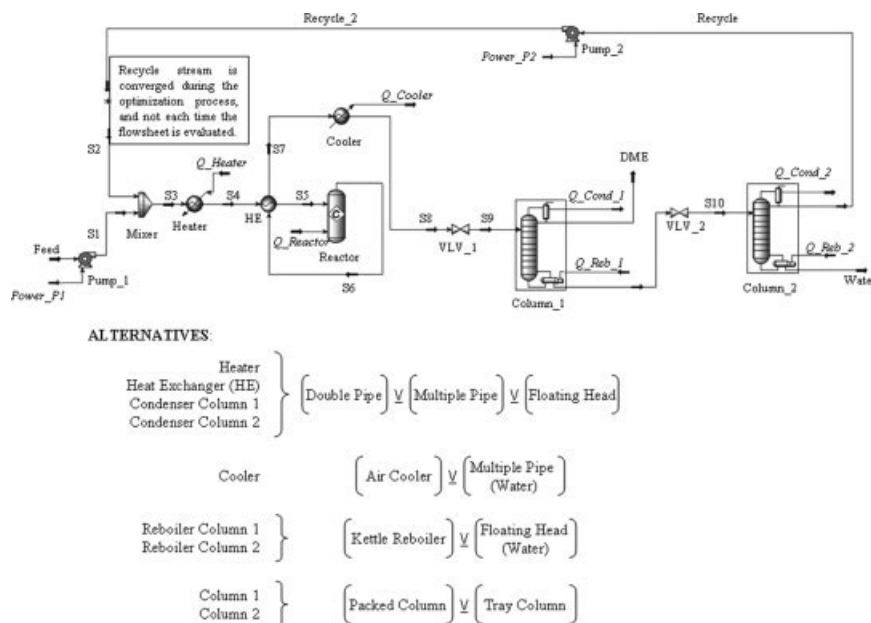 Recycle_2
Recycle
Power_P2
Pump_2
Recycle stream is
converged during the
optimization process,
and not each time the
flowsheet is evaluated.
Q_Cooler
Cooler
S7
S2
Q_Heater
S3
S4
S5
Heater
HE
Mixer
S1
Q_Reactor
Reactor
S6
Feed
Pump_1
Power_P1
S8
VLV_1
S9
DME
Q_Cond_1
Q_Reb_1
Column_1
VLV_2
S10
Q_Cond_2
Q_Reb_2
Column_2
Water
C
ALTERNATIVES:
Heater
Heat Exchanger (HE)
Condenser Column 1
Condenser Column 2
Double Pipe ∨ Multiple Pipe ∨ Floating Head
Cooler
Air Cooler ∨ Multiple Pipe
(Water)
Reboiler Column 1
Reboiler Column 2
Kettle Reboiler ∨ Floating Head
(Water)
Column 1
Column 2
Packed Column ∨ Tray Column